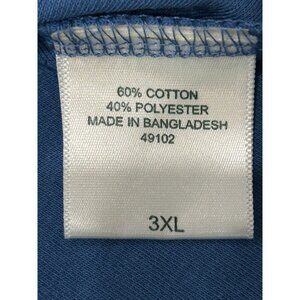 60% COTTON
40% POLYESTER
MADE IN BANGLADESH
49102
3XL